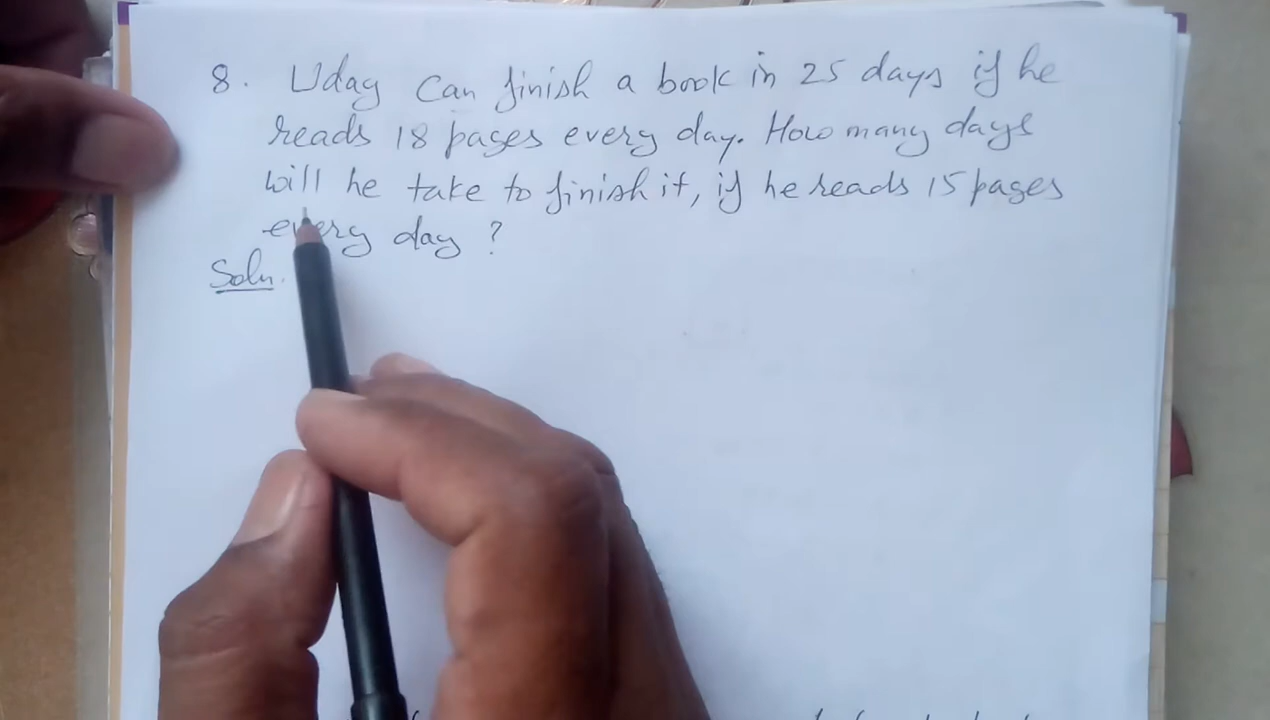 8. Uday can finish a book in 25 days if he
reads 18 pages every day. How many days
will he take to finish it, if he reads 15 pages
every day ?
Soln.